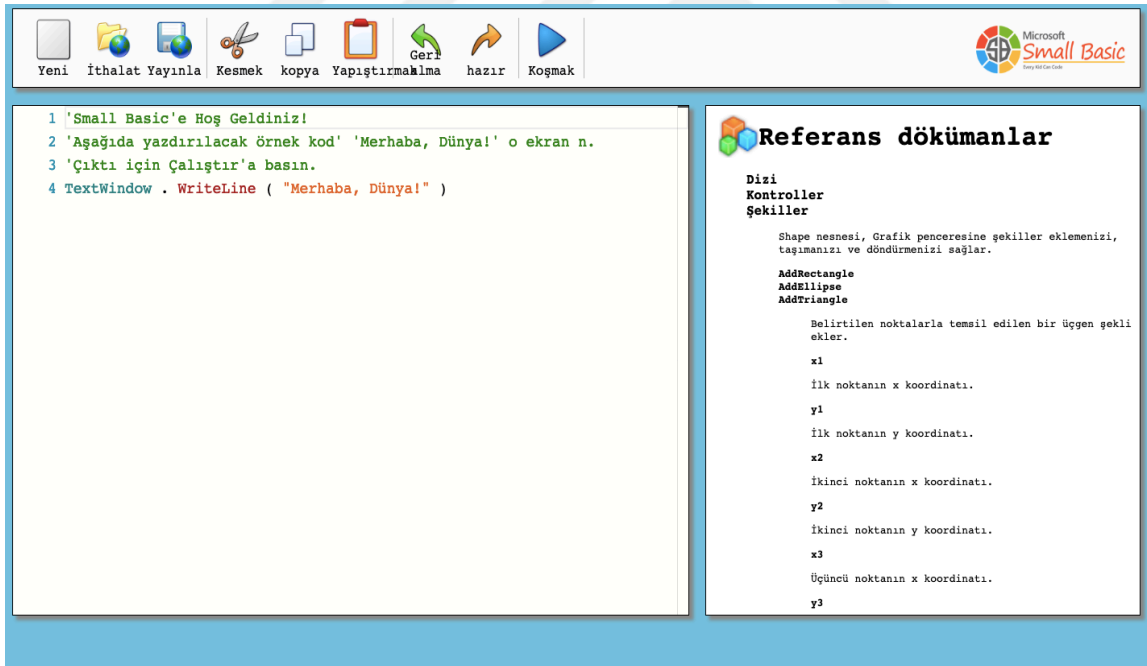 Yeni
İthalat
Yayınla
Kesmek
kopya
Yapıştırmak
Geri alma
hazır
Koşmak
Microsoft
Small Basic
Every Kid Can Code
1 'Small Basic'e Hoş Geldiniz!
2 'Aşağıda yazdırılacak örnek kod' 'Merhaba, Dünya!' o ekran n.
3 'Çıktı için Çalıştır'a basın.
4 TextWindow . WriteLine ( "Merhaba, Dünya!" )
Referans dökümanlar
Dizi
Kontroller
Şekiller
Shape nesnesi, Grafik penceresine şekiller eklemenizi,
taşımanızı ve döndürmenizi sağlar.
AddRectangle
AddEllipse
AddTriangle
Belirtilen noktalarla temsil edilen bir üçgen şekli
ekler.
x1
İlk noktanın x koordinatı.
y1
İlk noktanın y koordinatı.
x2
İkinci noktanın x koordinatı.
y2
İkinci noktanın y koordinatı.
x3
Üçüncü noktanın x koordinatı.
y3